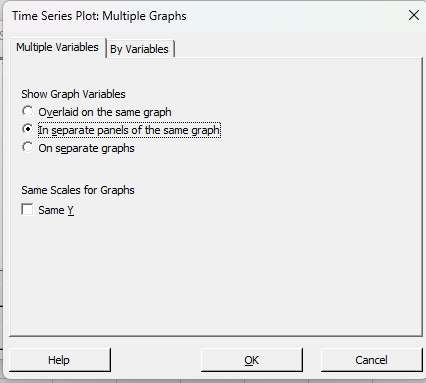 Time Series Plot: Multiple Graphs
Multiple Variables By Variables
Show Graph Variables
Overlaid on the same graph
In separate panels of the same graph
On separate graphs
Same Scales for Graphs
Same Y
Help OK Cancel